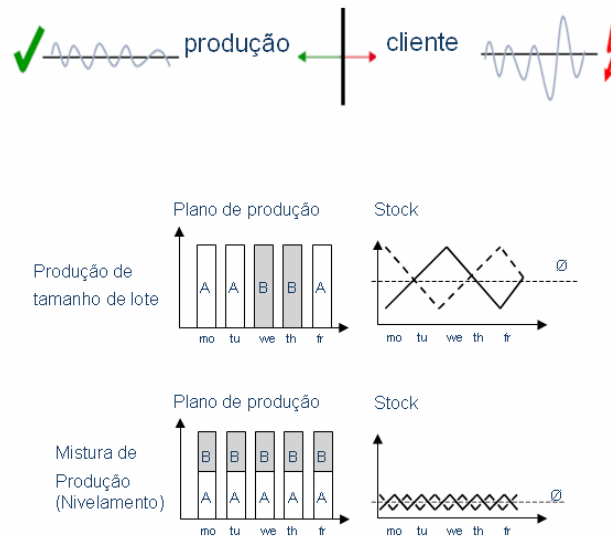 produção cliente
Plano de produção Stock
Produção de
tamanho de lote
A A B B A
Ø
mo tu we th fr mo tu we th fr
Plano de produção Stock
Mistura de
Produção
(Nivelamento)
B B B B B
A A A A A
Ø
mo tu we th fr mo tu we th fr